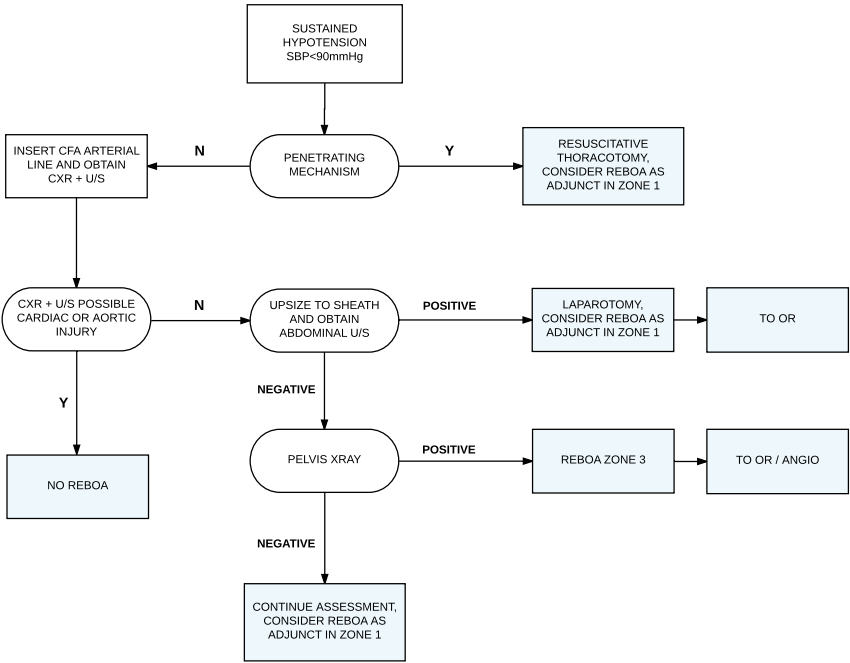 SUSTAINED
HYPOTENSION
SBP<90mmHg
INSERT CFA ARTERIAL
LINE AND OBTAIN
CXR + U/S
N
PENETRATING
MECHANISM
Y
RESUSCITATIVE
THORACOTOMY,
CONSIDER REBOA AS
ADJUNCT IN ZONE 1
CXR + U/S POSSIBLE
CARDIAC OR AORTIC
INJURY
N
UPSIZE TO SHEATH
AND OBTAIN
ABDOMINAL U/S
POSITIVE
LAPAROTOMY,
CONSIDER REBOA AS
ADJUNCT IN ZONE 1
TO OR
Y
NEGATIVE
NO REBOA
PELVIS XRAY
POSITIVE
REBOA ZONE 3
TO OR / ANGIO
NEGATIVE
CONTINUE ASSESSMENT,
CONSIDER REBOA AS
ADJUNCT IN ZONE 1